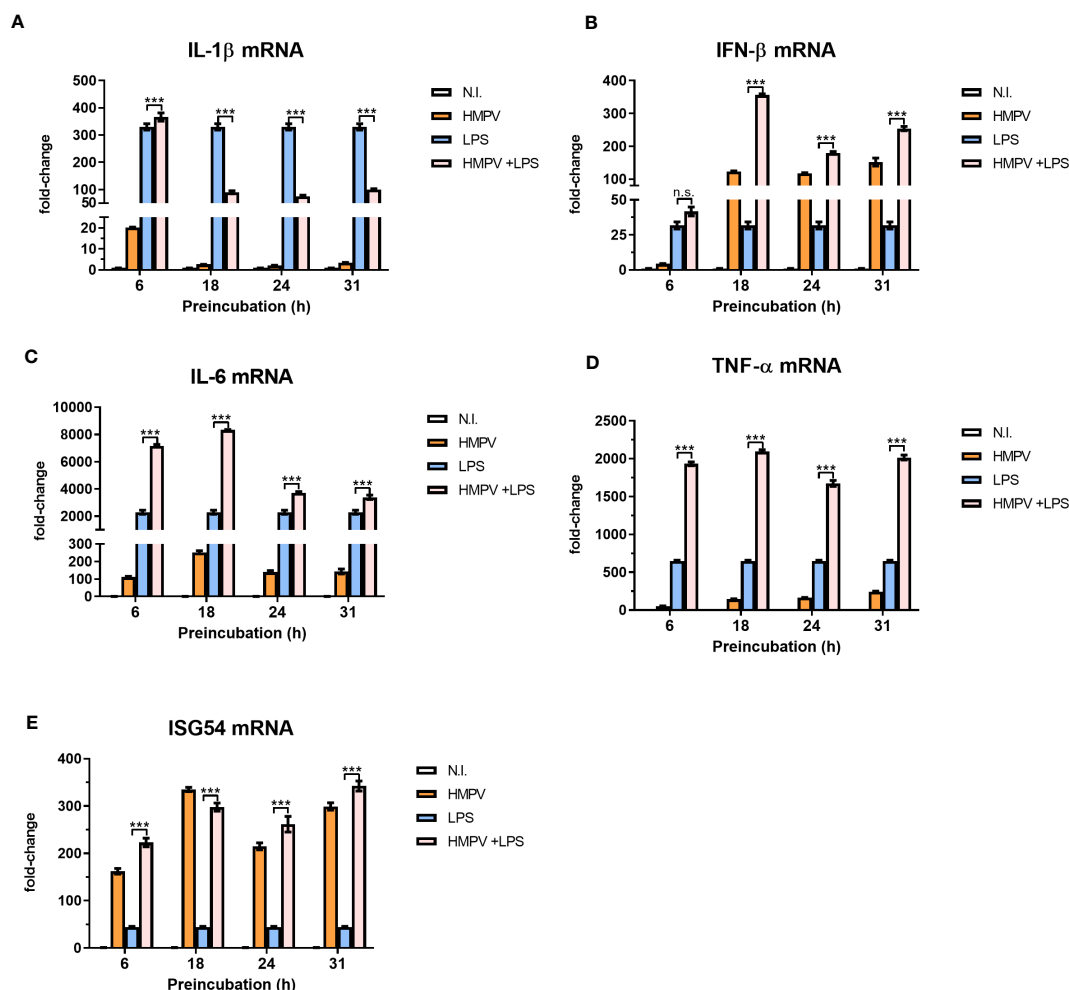 A
IL-1β mRNA
fold-change
500
400
300
200
100
50
20
10
0
*** *** *** ***
6 18 24 31
Preincubation (h)
N.I.
HMPV
LPS
HMPV +LPS
B
IFN-β mRNA
fold-change
400
300
200
100
50
25
0
n.s. *** *** ***
6 18 24 31
Preincubation (h)
N.I.
HMPV
LPS
HMPV +LPS
C
IL-6 mRNA
fold-change
10000
8000
6000
4000
2000
300
200
100
0
*** *** *** ***
6 18 24 31
Preincubation (h)
N.I.
HMPV
LPS
HMPV +LPS
D
TNF-α mRNA
fold-change
2500
2000
1500
1000
500
0
*** *** *** ***
6 18 24 31
Preincubation (h)
N.I.
HMPV
LPS
HMPV +LPS
E
ISG54 mRNA
fold-change
400
300
200
100
0
*** *** *** ***
6 18 24 31
Preincubation (h)
N.I.
HMPV
LPS
HMPV +LPS